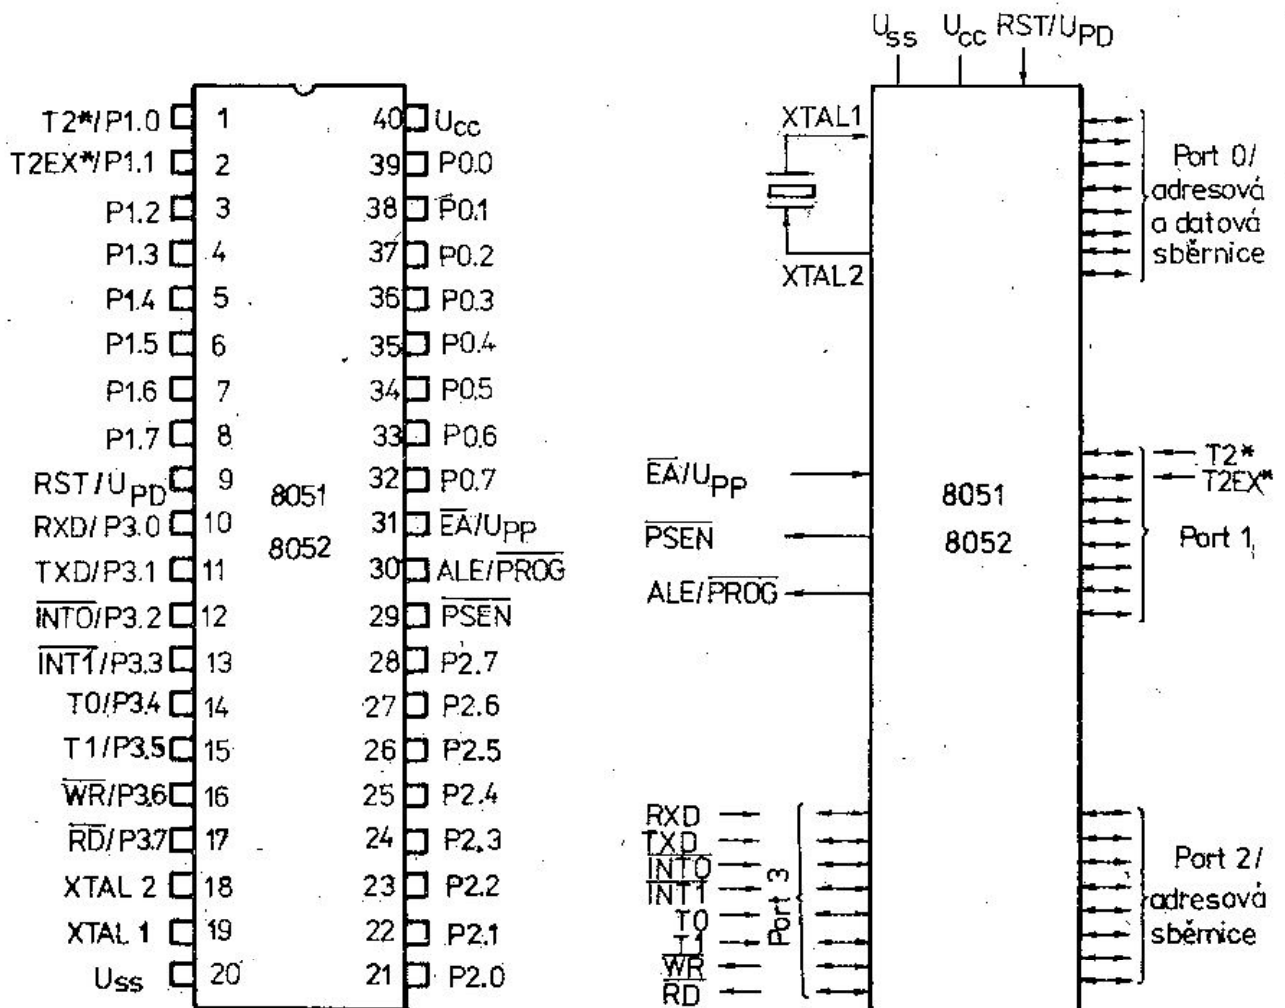 T2*/P1.0 1 40 Ucc
T2EX*/P1.1 2 39 P0.0
P1.2 3 38 P0.1
P1.3 4 37 P0.2
P1.4 5 36 P0.3
P1.5 6 35 P0.4
P1.6 7 34 P0.5
P1.7 8 33 P0.6
RST/UPD 9 32 P0.7
RXD/P3.0 10 31 EA/UPP
TXD/P3.1 11 30 ALE/PROG
INT0/P3.2 12 29 PSEN
INT1/P3.3 13 28 P2.7
T0/P3.4 14 27 P2.6
T1/P3.5 15 26 P2.5
WR/P3.6 16 25 P2.4
RD/P3.7 17 24 P2.3
XTAL 2 18 23 P2.2
XTAL 1 19 22 P2.1
Uss 20 21 P2.0
8051
8052
Uss Ucc RST/UPD
XTAL1
XTAL2
Port 0/
adresová
a datová
sběrnice
EA/UPP
PSEN
ALE/PROG
8051
8052
T2*
T2EX*
Port 1
RXD
TXD
INT0
INT1
T0
T1
WR
RD
Port 3
Port 2/
adresová
sběrnice